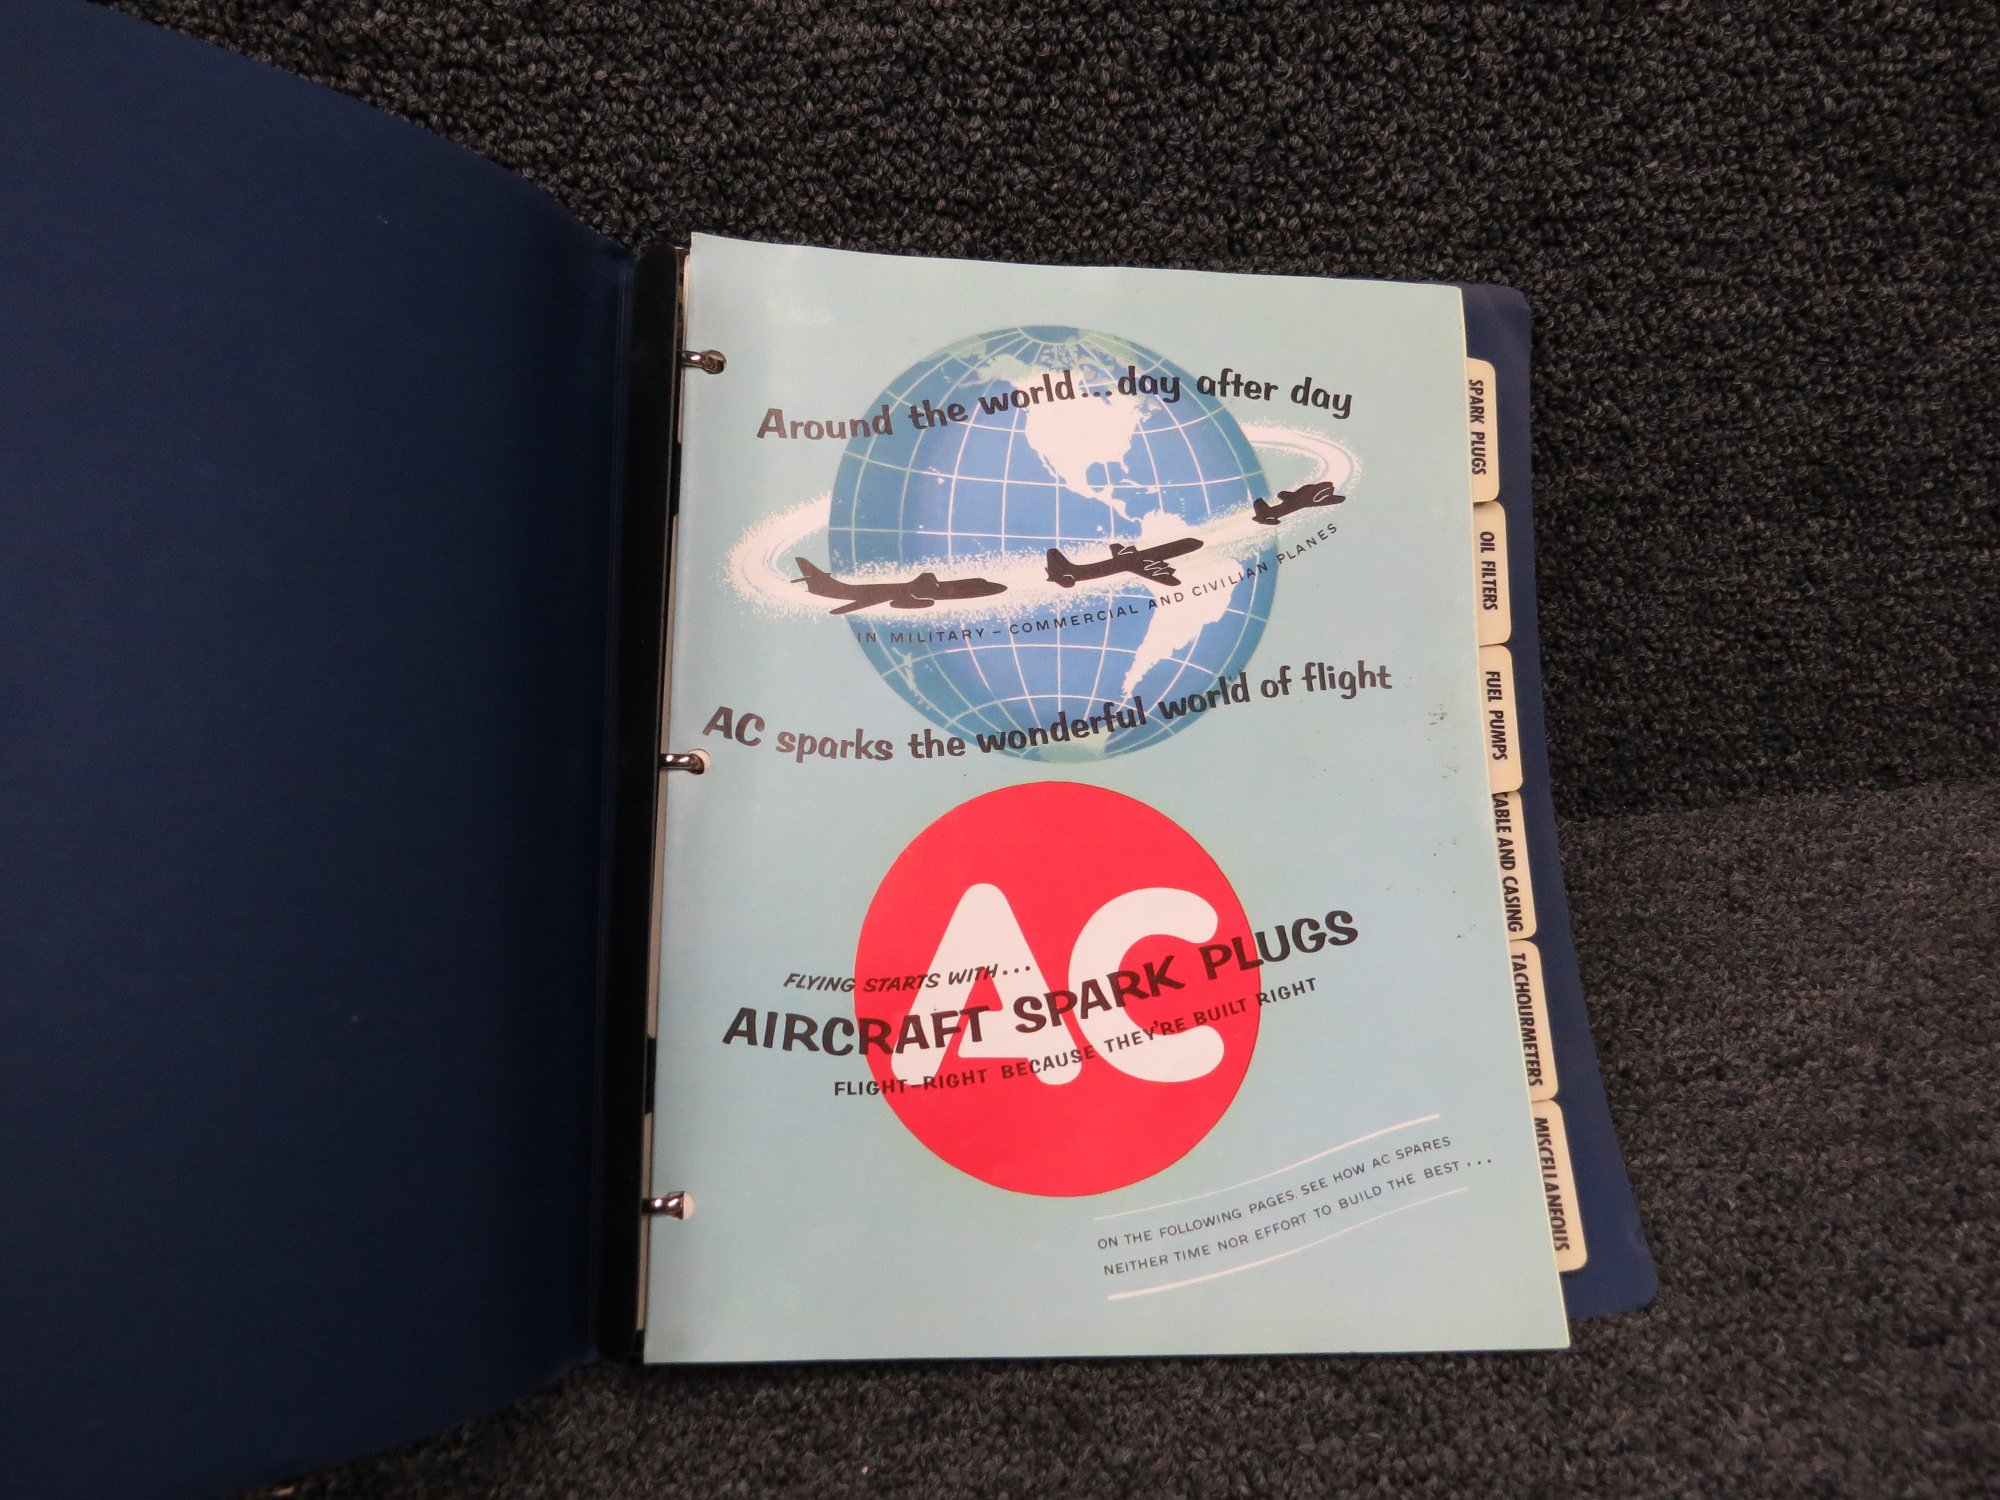 Around the world...day after day
IN MILITARY – COMMERCIAL AND CIVILIAN PLANES
AC sparks the wonderful world of flight
AC
FLYING STARTS WITH...
AIRCRAFT SPARK PLUGS
FLIGHT-RIGHT BECAUSE THEY'RE BUILT RIGHT
ON THE FOLLOWING PAGES. SEE HOW AC SPARES
NEITHER TIME NOR EFFORT TO BUILD THE BEST...
SPARK PLUGS
OIL FILTERS
FUEL PUMPS
AND CASING
TACHOURMETERS
MISCELLANEOUS